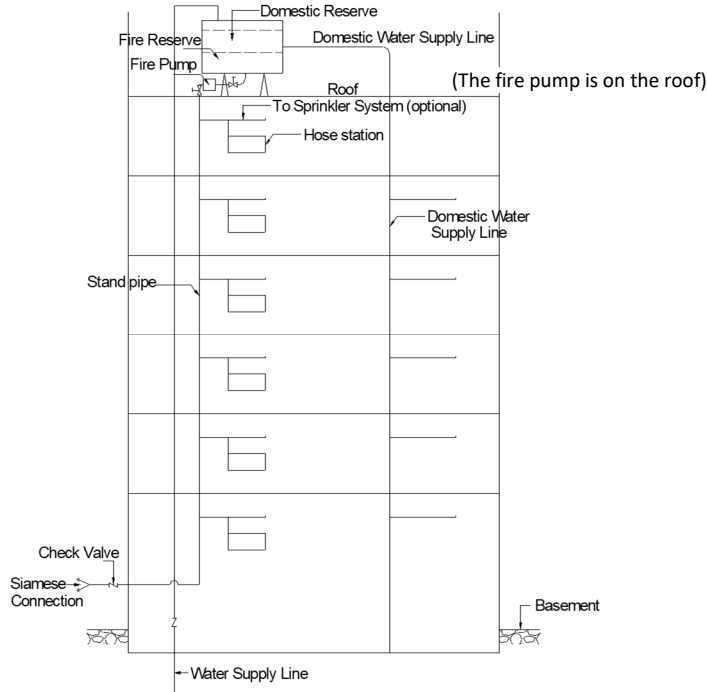 Domestic Reserve
Fire Reserve
Domestic Water Supply Line
Fire Pump
(The fire pump is on the roof)
Roof
To Sprinkler System (optional)
Hose station
Domestic Water
Supply Line
Stand pipe
Check Valve
Siamese
Connection
Basement
Water Supply Line